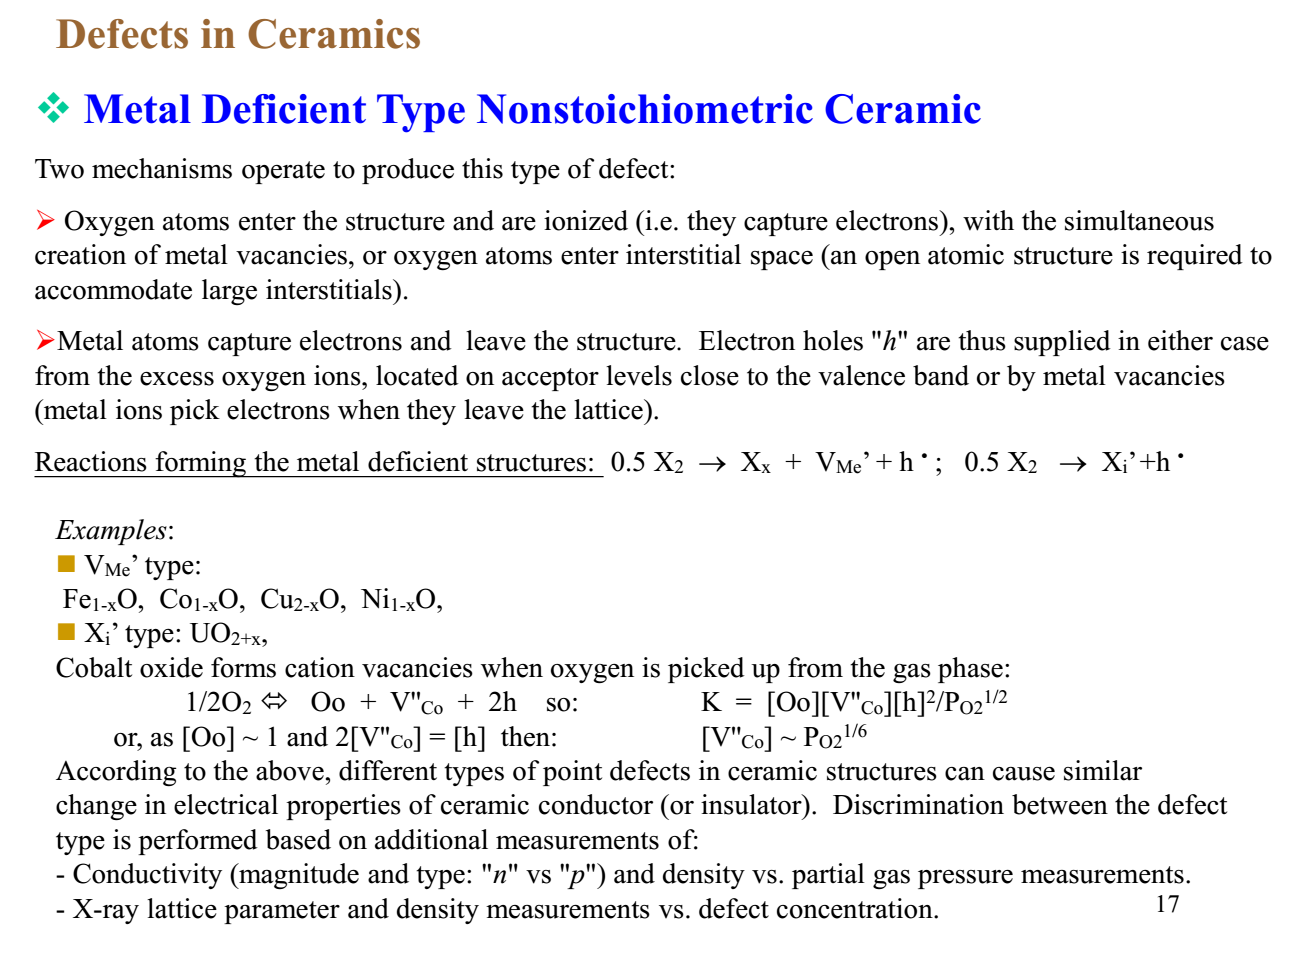 Defects in Ceramics
❖ Metal Deficient Type Nonstoichiometric Ceramic
Two mechanisms operate to produce this type of defect:
➢ Oxygen atoms enter the structure and are ionized (i.e. they capture electrons), with the simultaneous
creation of metal vacancies, or oxygen atoms enter interstitial space (an open atomic structure is required to
accommodate large interstitials).
➢Metal atoms capture electrons and leave the structure. Electron holes "h" are thus supplied in either case
from the excess oxygen ions, located on acceptor levels close to the valence band or by metal vacancies
(metal ions pick electrons when they leave the lattice).
Reactions forming the metal deficient structures: 0.5 X₂ → Xₓ + V_Me’ + h˙; 0.5 X₂ → Xᵢ’+h˙
Examples:
■ V_Me’ type:
Fe₁₋ₓO, Co₁₋ₓO, Cu₂₋ₓO, Ni₁₋ₓO,
■ Xᵢ’ type: UO₂₊ₓ,
Cobalt oxide forms cation vacancies when oxygen is picked up from the gas phase:
1/2O₂ ⇔ Oo + V"_Co + 2h so: K = [Oo][V"_Co][h]²/P_O2^1/2
or, as [Oo] ~ 1 and 2[V"_Co] = [h] then: [V"_Co] ~ P_O2^1/6
According to the above, different types of point defects in ceramic structures can cause similar
change in electrical properties of ceramic conductor (or insulator). Discrimination between the defect
type is performed based on additional measurements of:
- Conductivity (magnitude and type: "n" vs "p") and density vs. partial gas pressure measurements.
- X-ray lattice parameter and density measurements vs. defect concentration.
17